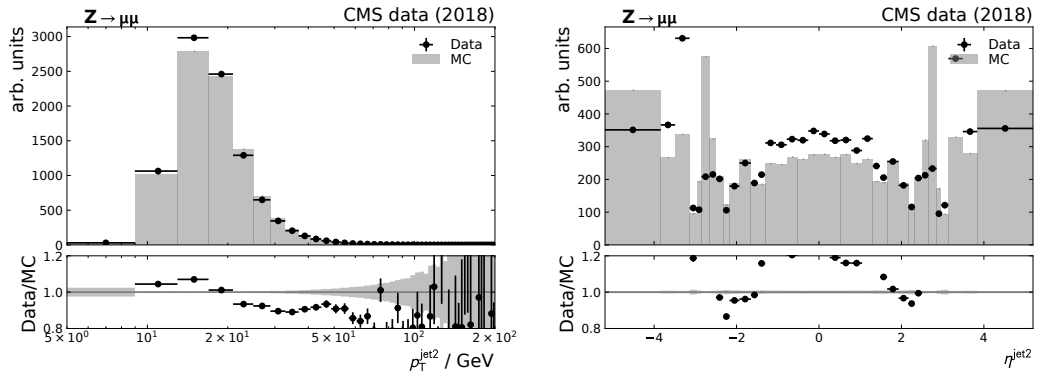 Z → μμ CMS data (2018)
arb. units
3000
2500
2000
1500
1000
500
0
Data
MC
Data/MC
1.2
1.0
0.8
5 × 10⁰ 10¹ 2 × 10¹ 5 × 10¹ 10² 2 × 10²
p_T^jet2 / GeV
Z → μμ CMS data (2018)
arb. units
600
500
400
300
200
100
0
Data
MC
Data/MC
1.2
1.0
0.8
−4 −2 0 2 4
η^jet2